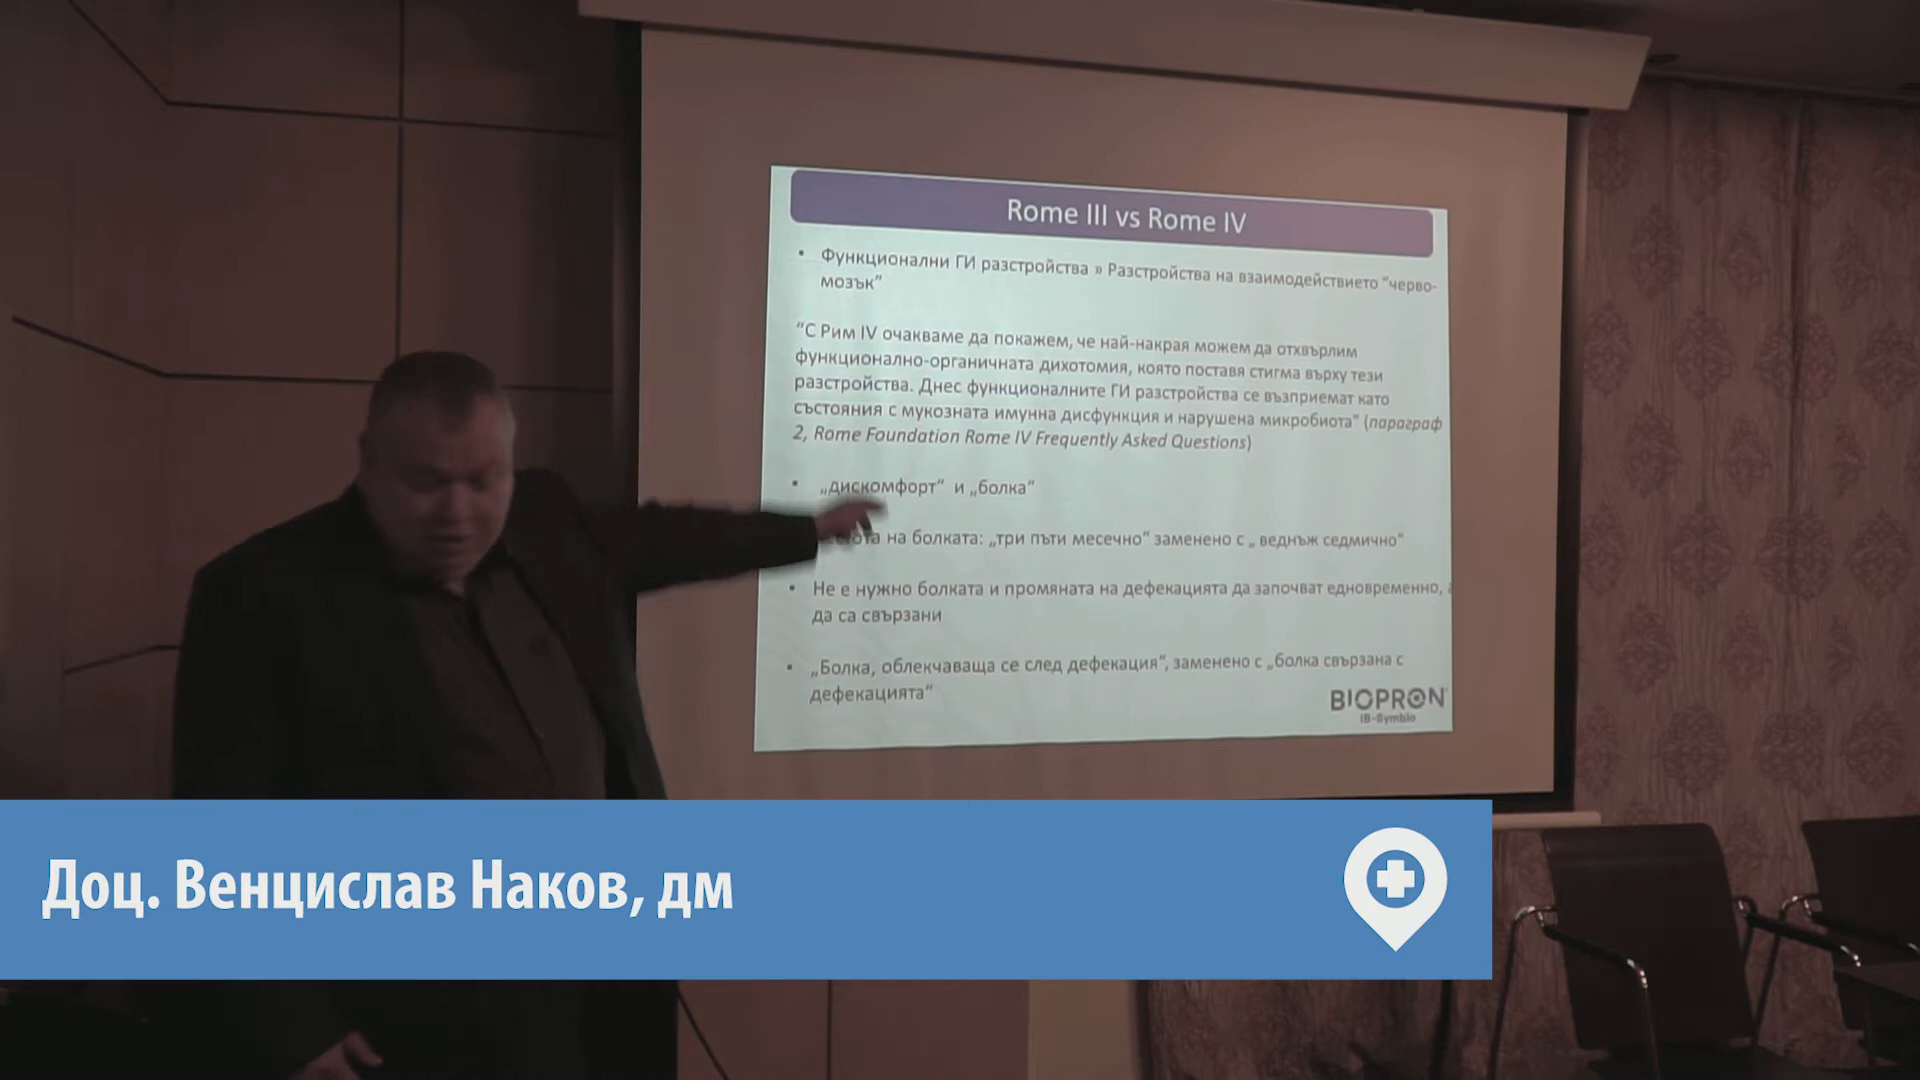 Rome III vs Rome IV
• Функционални ГИ разстройства » Разстройства на взаимодействието "черво-
мозък"
"С Рим IV очакваме да покажем, че най-накрая можем да отхвърлим
функционално-органичната дихотомия, която поставя стигма върху тези
разстройства. Днес функционалните ГИ разстройства се възприемат като
състояния с мукозната имунна дисфункция и нарушена микробиота" (параграф
2, Rome Foundation Rome IV Frequently Asked Questions)
• „дискомфорт“ и „болка“
на болката: „три пъти месечно“ заменено с „ веднъж седмично“
• Не е нужно болката и промяната на дефекацията да започват едновременно,
да са свързани
• „Болка, облекчаваща се след дефекация“, заменено с „болка свързана с
дефекацията“
BIOPRON
IB-Symbio
Доц. Венцислав Наков, дм